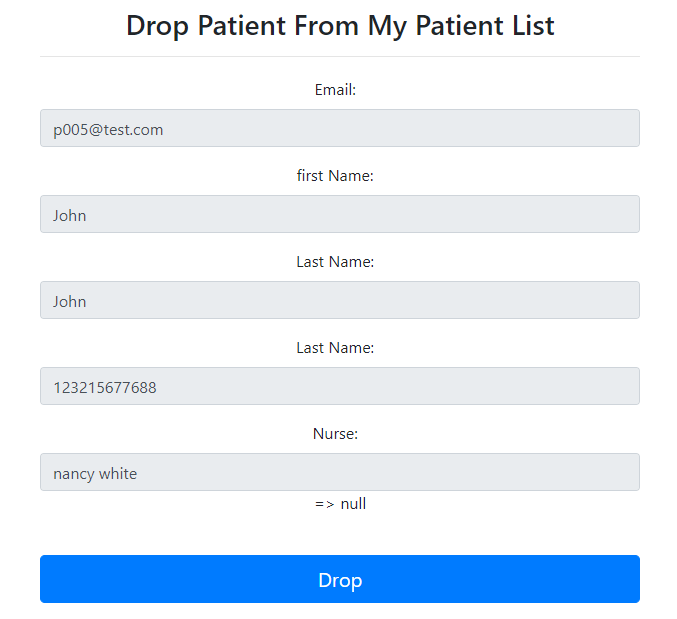 Drop Patient From My Patient List
Email:
p005@test.com
first Name:
John
Last Name:
John
Last Name:
123215677688
Nurse:
nancy white
=> null
Drop